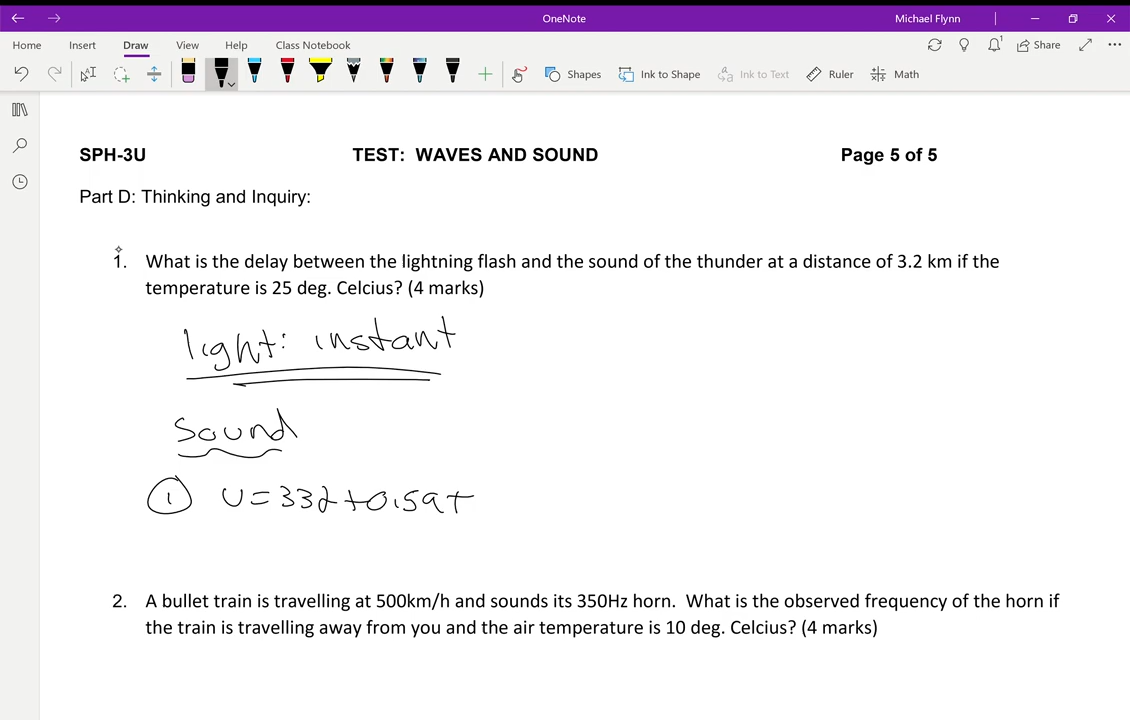 OneNote
Michael Flynn
Home Insert Draw View Help Class Notebook
1 Share
Shapes Ink to Shape Ink to Text Ruler Math
SPH-3U TEST: WAVES AND SOUND Page 5 of 5
Part D: Thinking and Inquiry:
1. What is the delay between the lightning flash and the sound of the thunder at a distance of 3.2 km if the
temperature is 25 deg. Celcius? (4 marks)
light: instant
Sound
1 v=332+0.59T
2. A bullet train is travelling at 500km/h and sounds its 350Hz horn. What is the observed frequency of the horn if
the train is travelling away from you and the air temperature is 10 deg. Celcius? (4 marks)